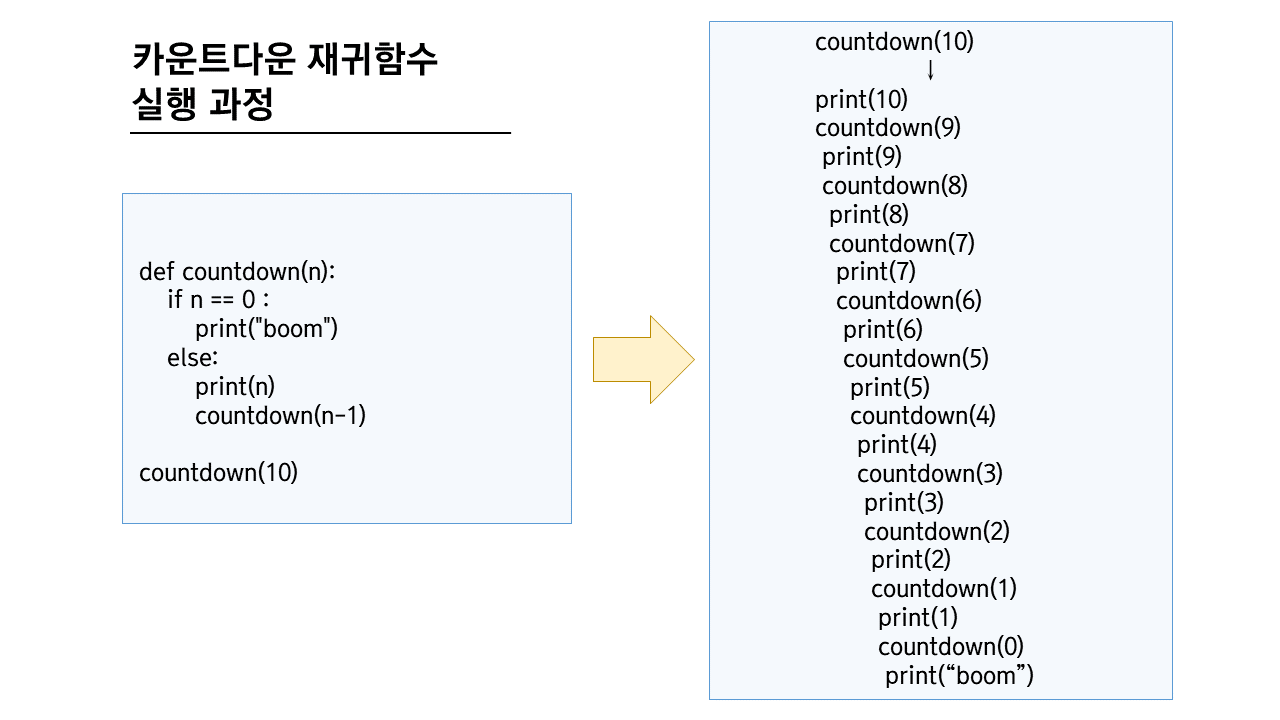 카운트다운 재귀함수
실행 과정
def countdown(n):
if n == 0 :
print("boom")
else:
print(n)
countdown(n-1)
countdown(10)
countdown(10)
↓
print(10)
countdown(9)
print(9)
countdown(8)
print(8)
countdown(7)
print(7)
countdown(6)
print(6)
countdown(5)
print(5)
countdown(4)
print(4)
countdown(3)
print(3)
countdown(2)
print(2)
countdown(1)
print(1)
countdown(0)
print(“boom”)